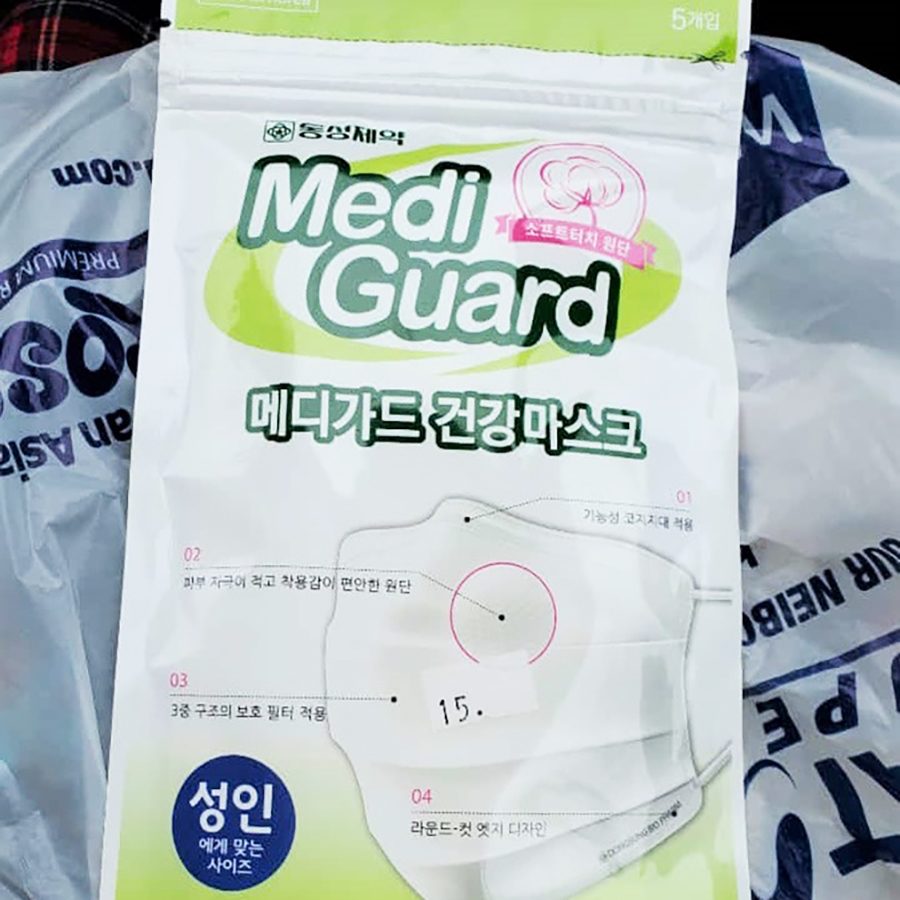 5개입
동성제약
Medi
Guard
소프트터치 원단
메디가드 건강마스크
01
기능성 코지지대 적용
02
피부 자극이 적고 착용감이 편안한 원단
03
3중 구조의 보호 필터 적용
15.
04
라운드-컷 엣지 디자인
성인
에게 맞는
사이즈
.com
PREMIUM
an Asia
OUR NEIBO